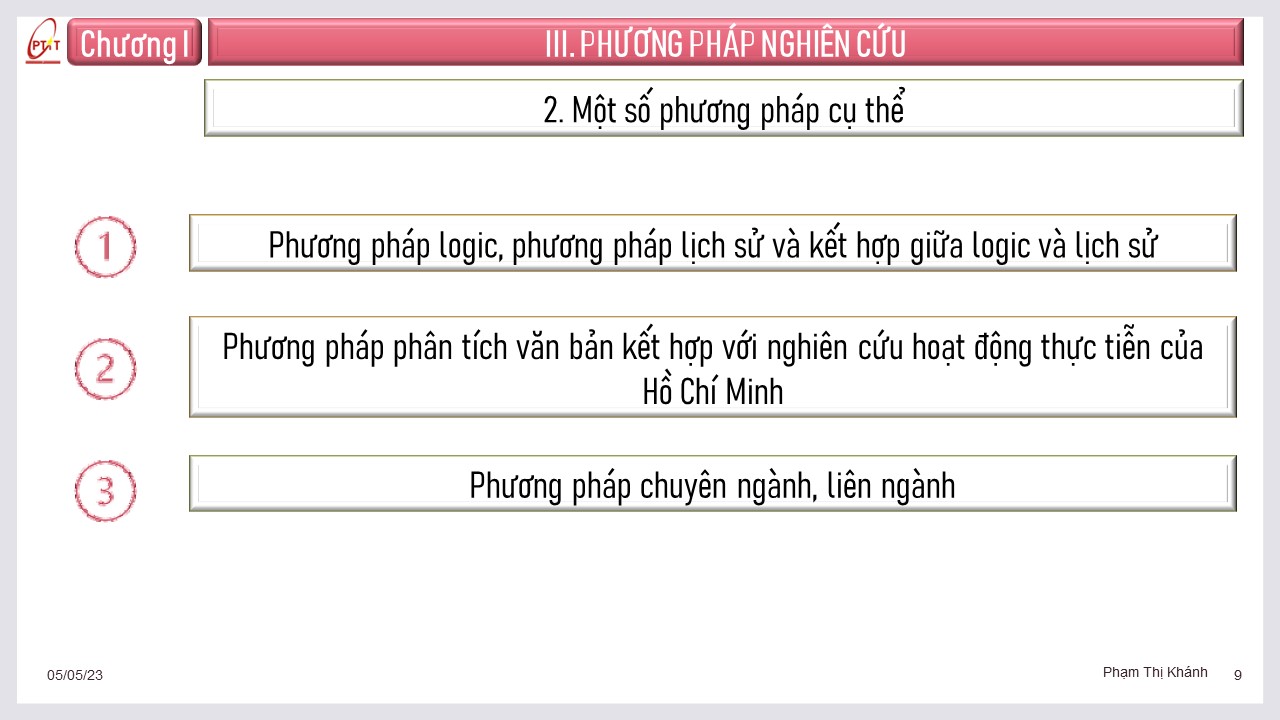 PTIT
Chương I
III. PHƯƠNG PHÁP NGHIÊN CỨU
2. Một số phương pháp cụ thể
1
Phương pháp logic, phương pháp lịch sử và kết hợp giữa logic và lịch sử
2
Phương pháp phân tích văn bản kết hợp với nghiên cứu hoạt động thực tiễn của
Hồ Chí Minh
3
Phương pháp chuyên ngành, liên ngành
05/05/23
Phạm Thị Khánh
9